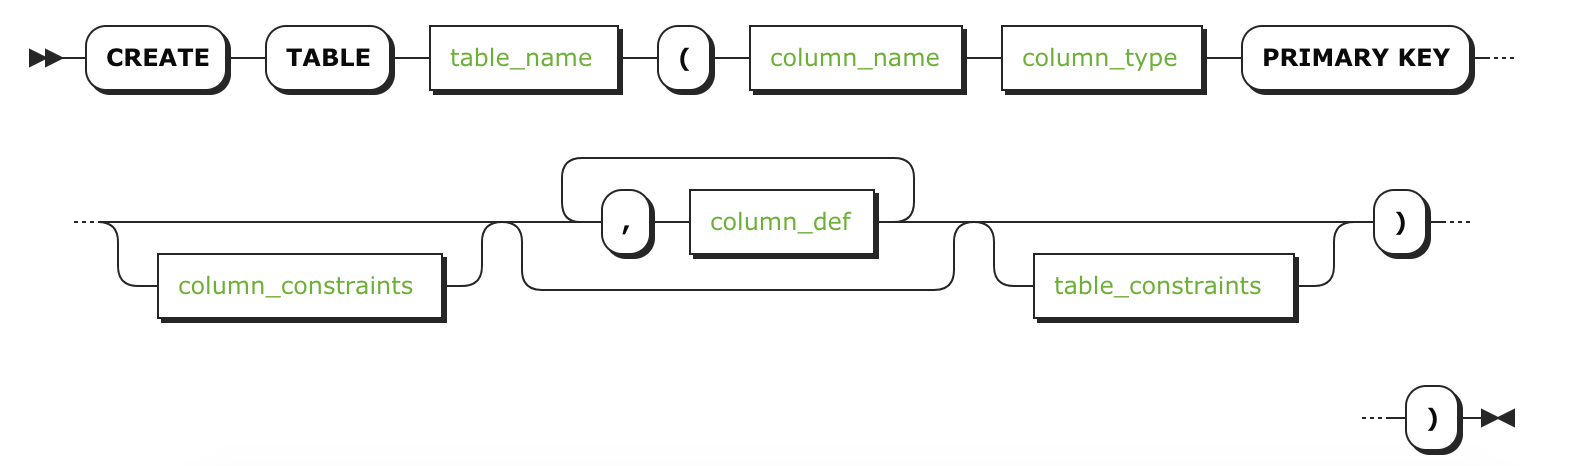 CREATE TABLE table_name ( column_name column_type PRIMARY KEY
, column_def )
column_constraints table_constraints
)